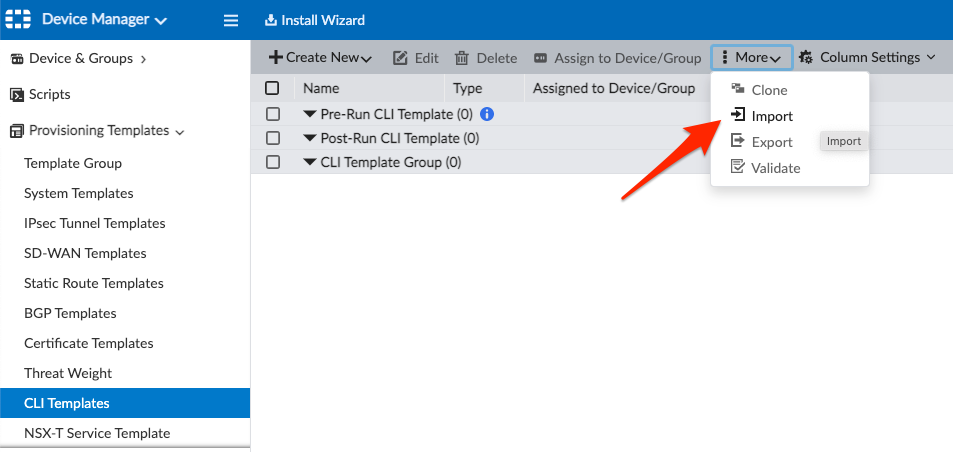 Device Manager
Install Wizard
Device & Groups
Scripts
Provisioning Templates
Template Group
System Templates
IPsec Tunnel Templates
SD-WAN Templates
Static Route Templates
BGP Templates
Certificate Templates
Threat Weight
CLI Templates
NSX-T Service Template
Create New Edit Delete Assign to Device/Group More Column Settings
Name Type Assigned to Device/Group
Pre-Run CLI Template (0)
Post-Run CLI Template (0)
CLI Template Group (0)
Clone
Import
Export
Import
Validate